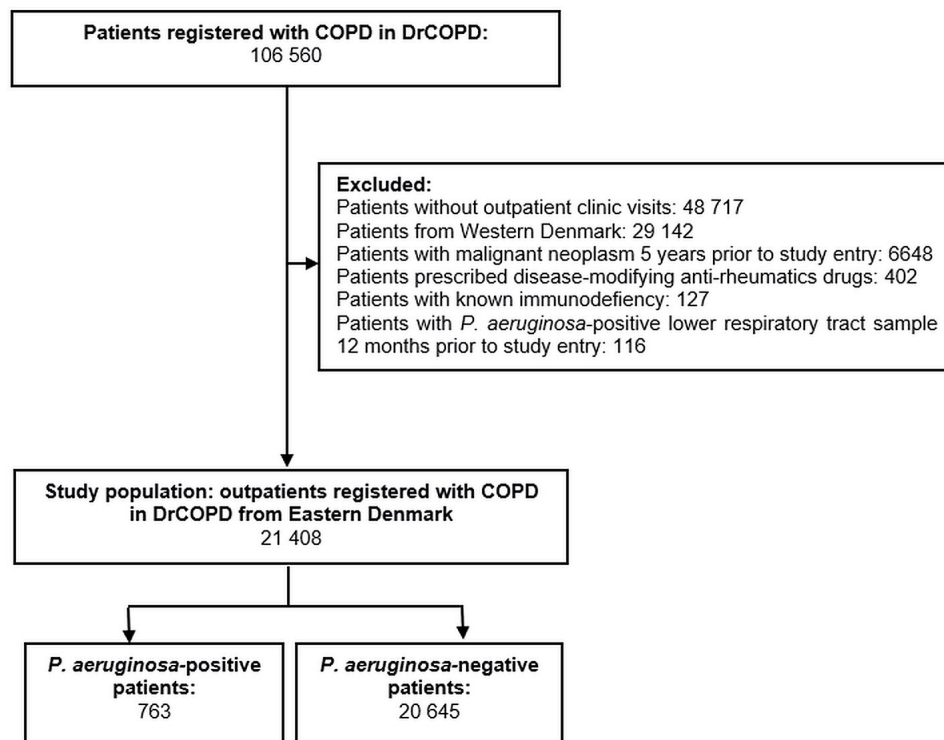 Patients registered with COPD in DrCOPD:
106 560
Excluded:
Patients without outpatient clinic visits: 48 717
Patients from Western Denmark: 29 142
Patients with malignant neoplasm 5 years prior to study entry: 6648
Patients prescribed disease-modifying anti-rheumatics drugs: 402
Patients with known immunodefiency: 127
Patients with P. aeruginosa-positive lower respiratory tract sample
12 months prior to study entry: 116
Study population: outpatients registered with COPD
in DrCOPD from Eastern Denmark
21 408
P. aeruginosa-positive
patients:
763
P. aeruginosa-negative
patients:
20 645